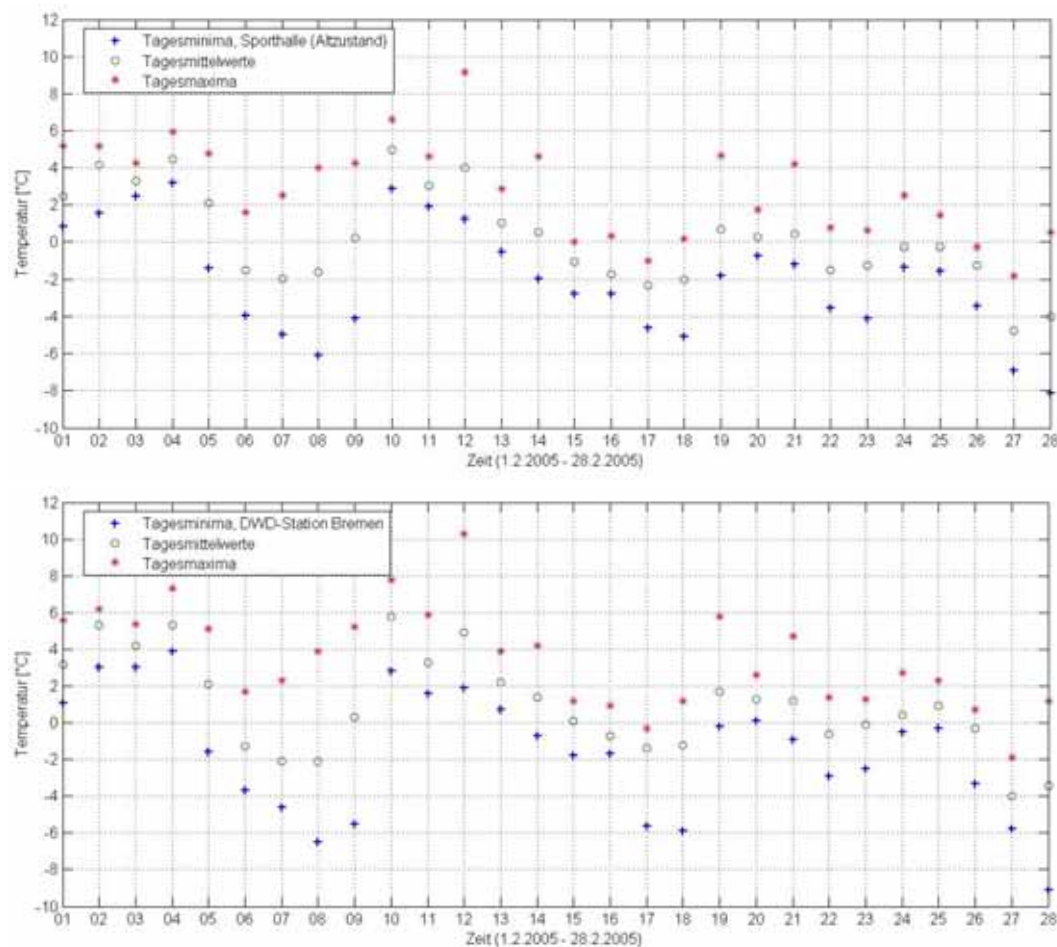 12
10
8
6
4
2
0
-2
-4
-6
-8
-10
Temperatur [°C]
Tagesminima, Sporthalle (Altzustand)
Tagesmittelwerte
Tagesmaxima
01 02 03 04 05 06 07 08 09 10 11 12 13 14 15 16 17 18 19 20 21 22 23 24 25 26 27 28
Zeit (1.2.2005 - 28.2.2005)
12
10
8
6
4
2
0
-2
-4
-6
-8
-10
Temperatur [°C]
Tagesminima, DWD-Station Bremen
Tagesmittelwerte
Tagesmaxima
01 02 03 04 05 06 07 08 09 10 11 12 13 14 15 16 17 18 19 20 21 22 23 24 25 26 27 28
Zeit (1.2.2005 - 28.2.2005)